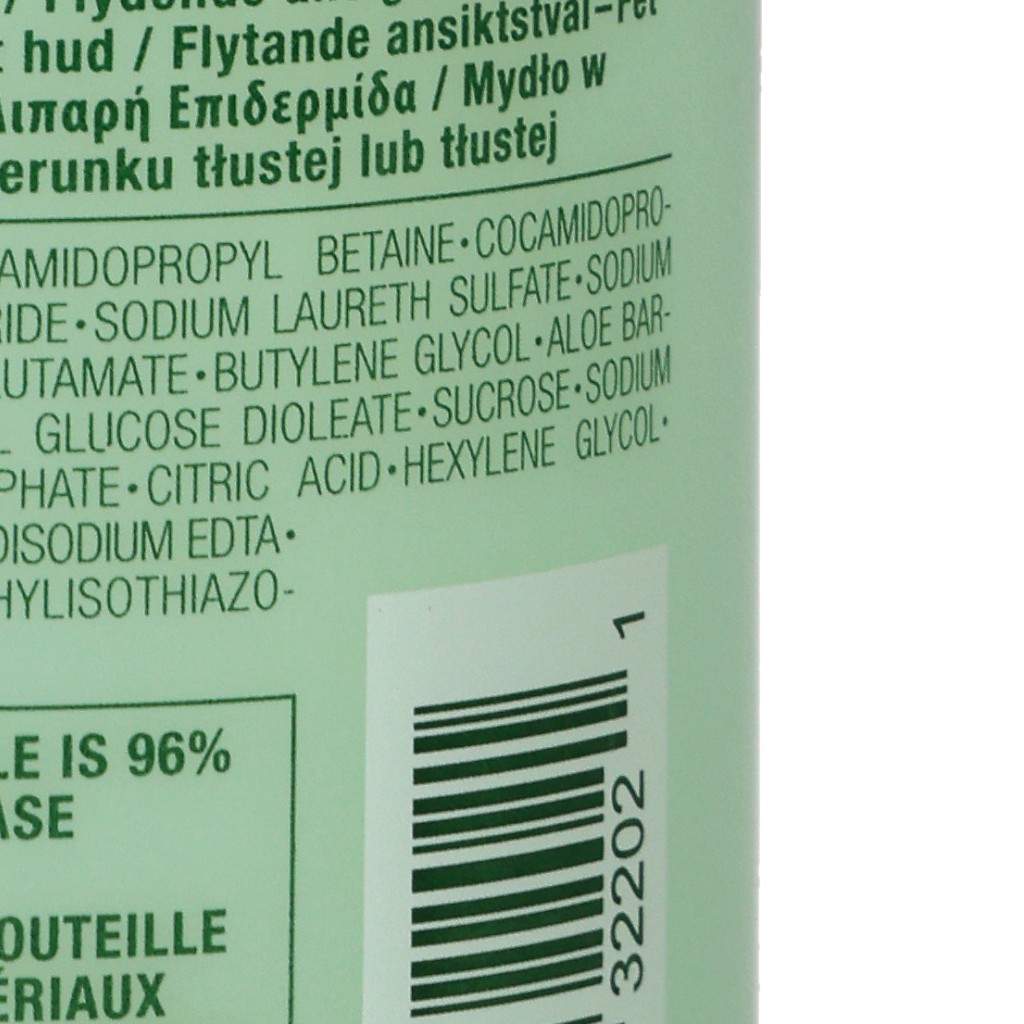 hud / Flytande ansiktstvål-Fet
Λιπαρή Επιδερμίδα / Mydło w
erunku tłustej lub tłustej
AMIDOPROPYL BETAINE•COCAMIDOPRO-
RIDE•SODIUM LAURETH SULFATE•SODIUM
LUTAMATE•BUTYLENE GLYCOL•ALOE BAR-
L GLUCOSE DIOLEATE•SUCROSE•SODIUM
PHATE•CITRIC ACID•HEXYLENE GLYCOL•
DISODIUM EDTA•
HYLISOTHIAZO-
LE IS 96%
ASE
OUTEILLE
ÉRIAUX
32202 1